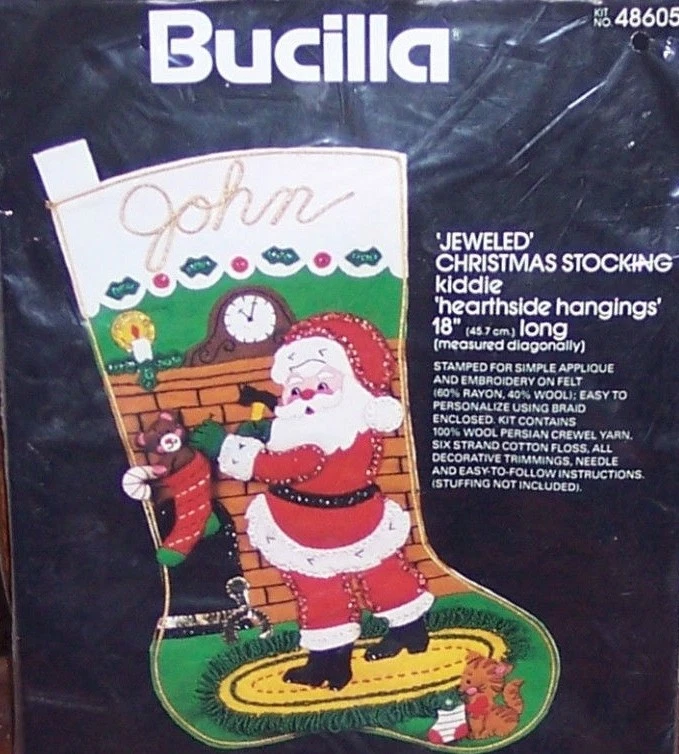 Bucilla®
KIT NO. 48605
John
'JEWELED'
CHRISTMAS STOCKING
kiddie
'hearthside hangings'
18" (45.7 cm.) long
(measured diagonally)
STAMPED FOR SIMPLE APPLIQUE
AND EMBROIDERY ON FELT
(60% RAYON, 40% WOOL); EASY TO
PERSONALIZE USING BRAID
ENCLOSED. KIT CONTAINS
100% WOOL PERSIAN CREWEL YARN,
SIX STRAND COTTON FLOSS, ALL
DECORATIVE TRIMMINGS, NEEDLE
AND EASY-TO-FOLLOW INSTRUCTIONS.
(STUFFING NOT INCLUDED).